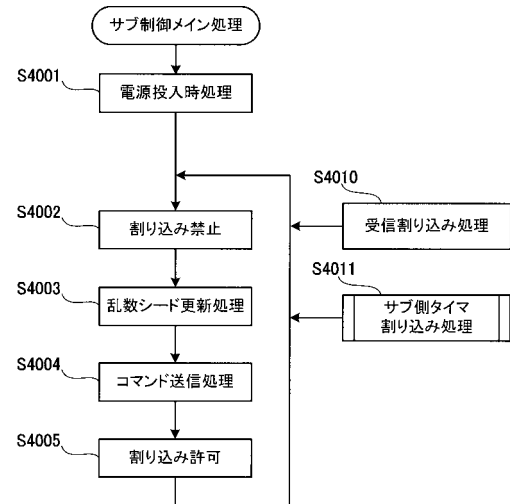 サブ制御メイン処理
S4001
電源投入時処理
S4010
受信割り込み処理
S4002
割り込み禁止
S4011
サブ側タイマ
割り込み処理
S4003
乱数シード更新処理
S4004
コマンド送信処理
S4005
割り込み許可